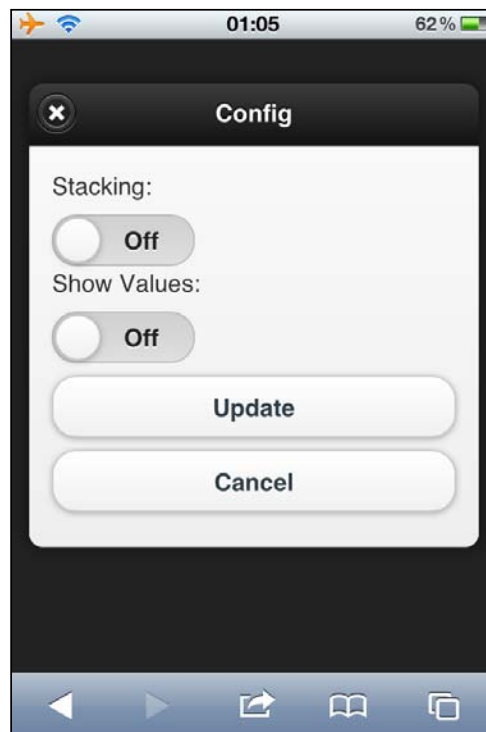 01:05 62%
Config
Stacking:
Off
Show Values:
Off
Update
Cancel